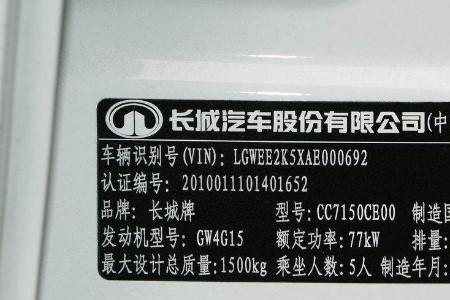 长城汽车股份有限公司(中
车辆识别号(VIN): LGWEE2K5XAE000692
认证编号: 2010011101401652
品牌: 长城牌 型号: CC7150CE00 制造国
发动机型号: GW4G15 额定功率: 77kW 排量:
最大设计总质量: 1500kg 乘坐人数: 5人 制造年月: